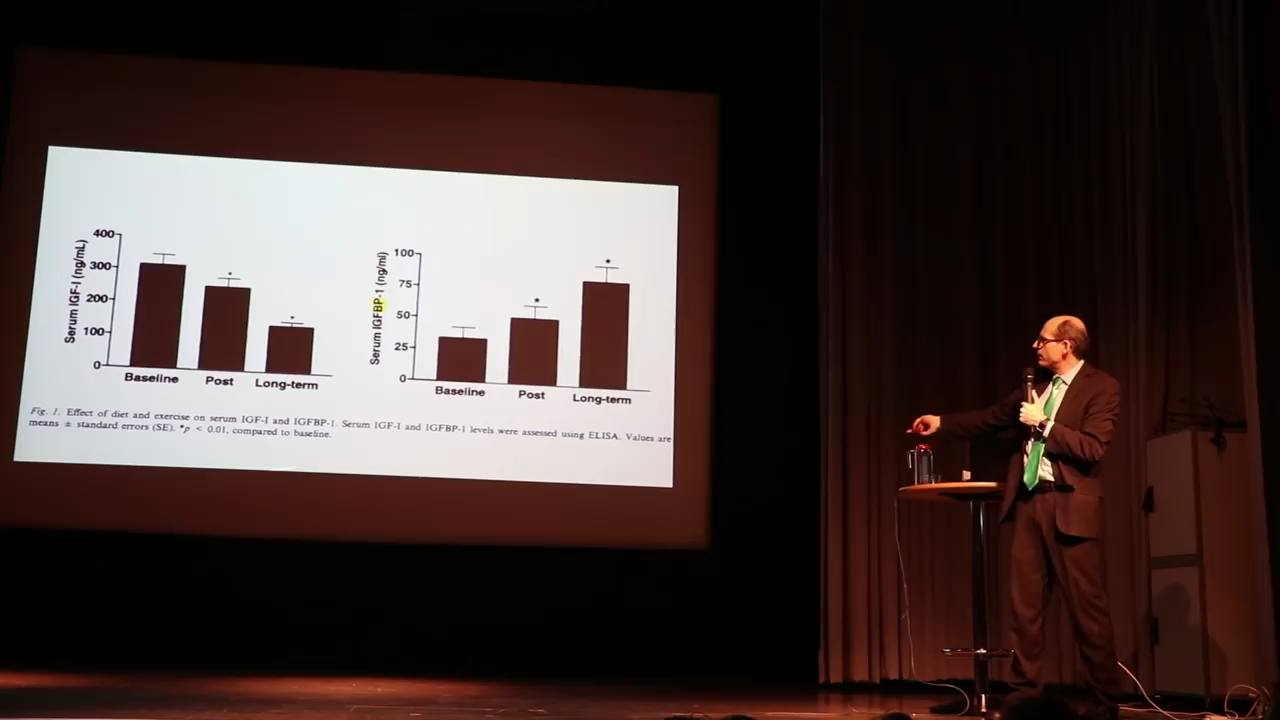 400
300
200
100
0
Serum IGF-I (ng/mL)
Baseline Post Long-term
100
75
50
25
0
Serum IGFBP-1 (ng/ml)
Baseline Post Long-term
Fig. 1. Effect of diet and exercise on serum IGF-I and IGFBP-1. Serum IGF-I and IGFBP-1 levels were assessed using ELISA. Values are
means ± standard errors (SE). *p < 0.01, compared to baseline.